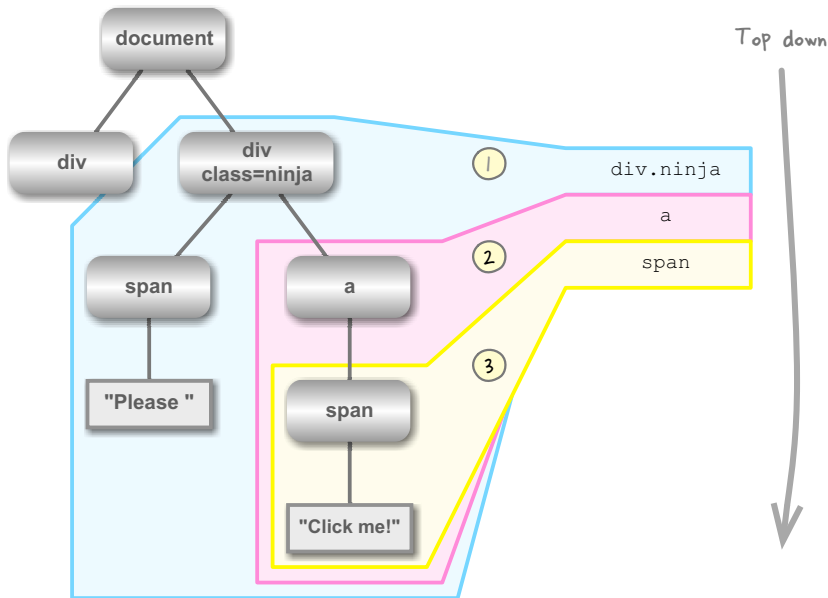 document
Top down
div
div
class=ninja
1
div.ninja
a
2
span
span
a
3
"Please "
span
"Click me!"